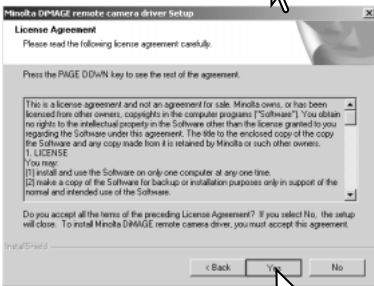 Minolta DiMAGE remote camera driver Setup
License Agreement
Please read the following license agreement carefully.
Press the PAGE DOWN key to see the rest of the agreement.
This is a license agreement and not an agreement for sale. Minolta owns, or has been
licensed from other owners, copyrights in the computer programs ("Software"). You obtain
no rights to the intellectual property in the Software other than the license granted to you
regarding the Software under this agreement. The title to the enclosed copy of the copy
the Software and any copy made from it is retained by Minolta or such other owners.
1. LICENSE
You may:
(1) install and use the Software on only one computer at any one time.
(2) make a copy of the Software for backup or installation purposes only in support of the
normal and intended use of the Software.
Do you accept all the terms of the preceding License Agreement? If you select No, the setup
will close. To install Minolta DiMAGE remote camera driver, you must accept this agreement.
InstallShield
< Back
Yes
No